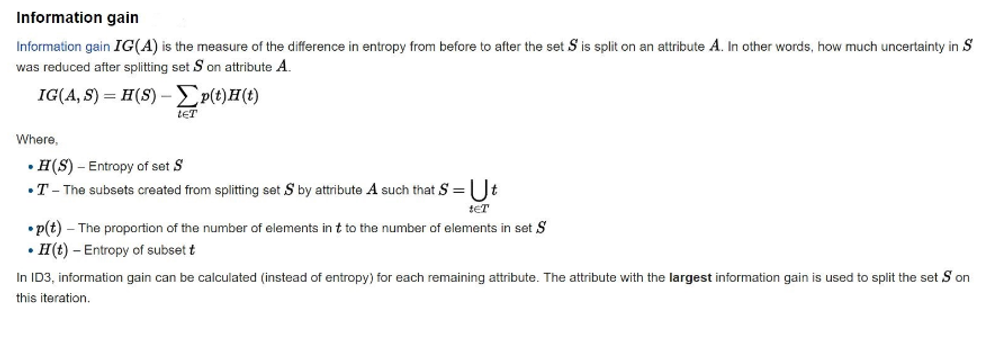 Information gain
Information gain IG(A) is the measure of the difference in entropy from before to after the set S is split on an attribute A. In other words, how much uncertainty in S
was reduced after splitting set S on attribute A.
IG(A, S) = H(S) − ∑ p(t)H(t)
t∈T
Where,
• H(S) – Entropy of set S
• T – The subsets created from splitting set S by attribute A such that S = ⋃ t
t∈T
• p(t) – The proportion of the number of elements in t to the number of elements in set S
• H(t) – Entropy of subset t
In ID3, information gain can be calculated (instead of entropy) for each remaining attribute. The attribute with the largest information gain is used to split the set S on
this iteration.